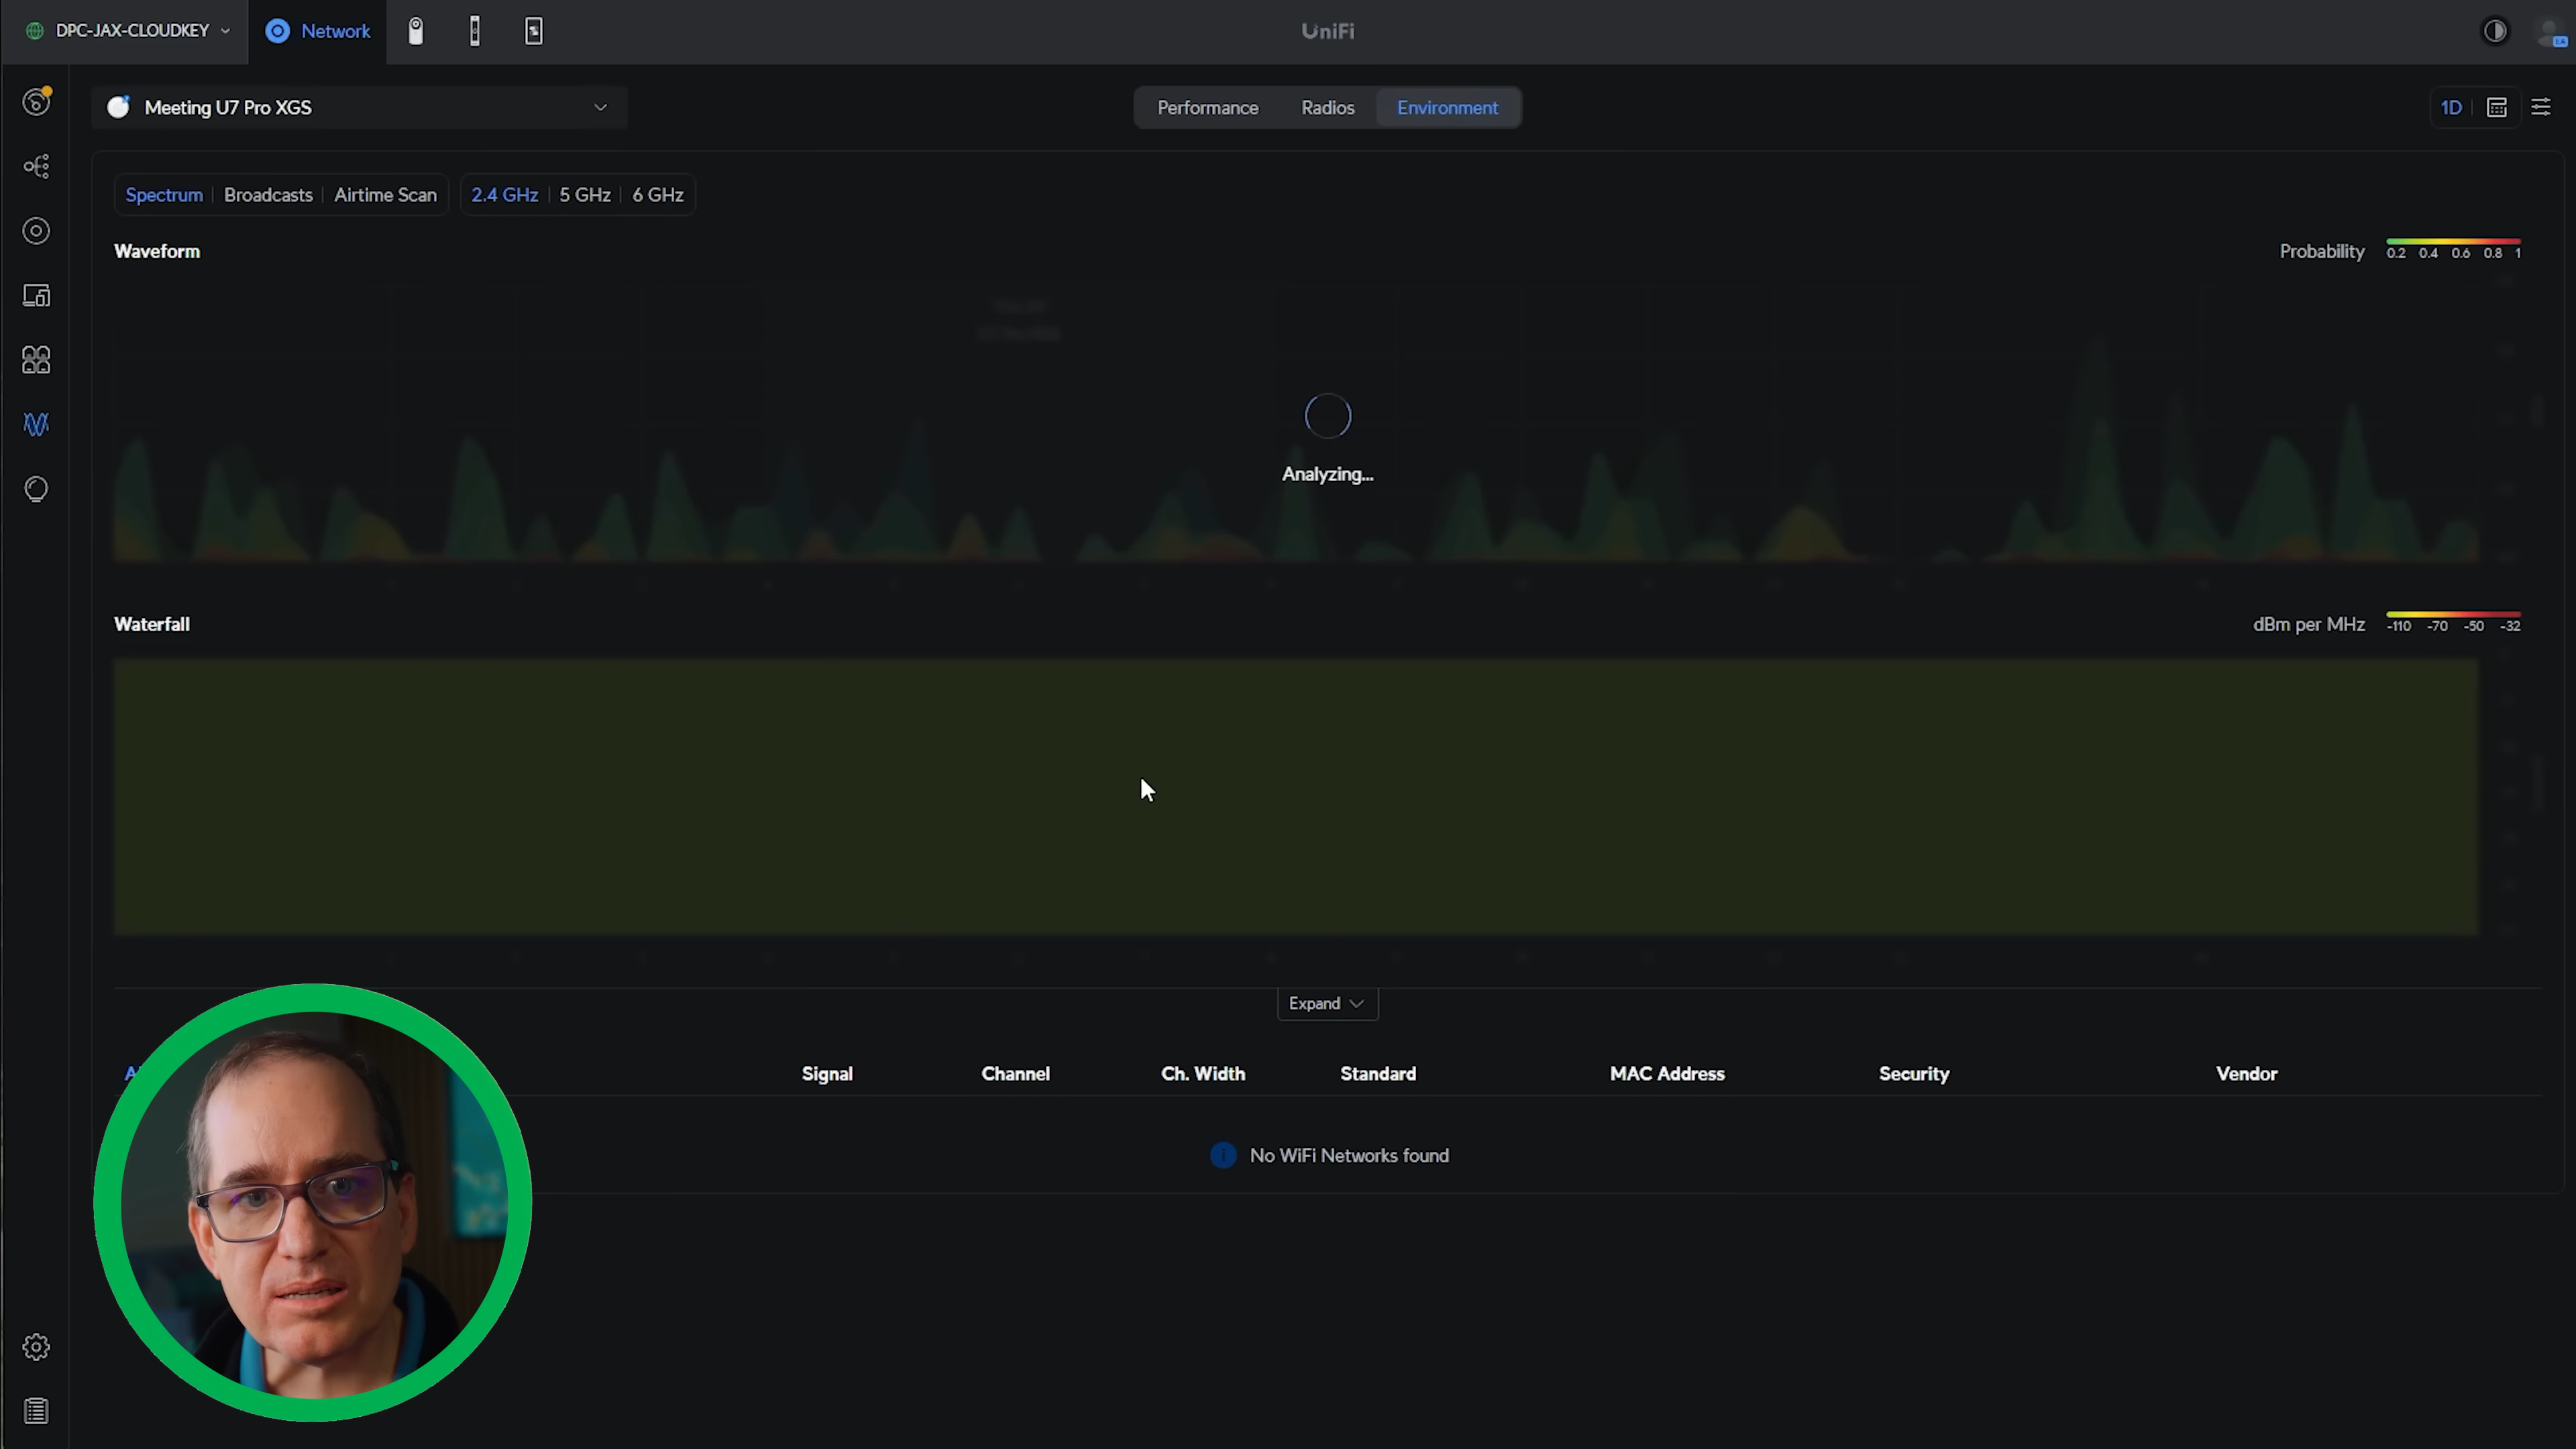 DPC-JAX-CLOUDKEY Network UniFi
Meeting U7 Pro XGS Performance Radios Environment 1D
Spectrum Broadcasts Airtime Scan 2.4 GHz 5 GHz 6 GHz
Waveform Probability 0.2 0.4 0.6 0.8 1
Analyzing...
Waterfall dBm per MHz -110 -70 -50 -32
Expand
Signal Channel Ch. Width Standard MAC Address Security Vendor
No WiFi Networks found